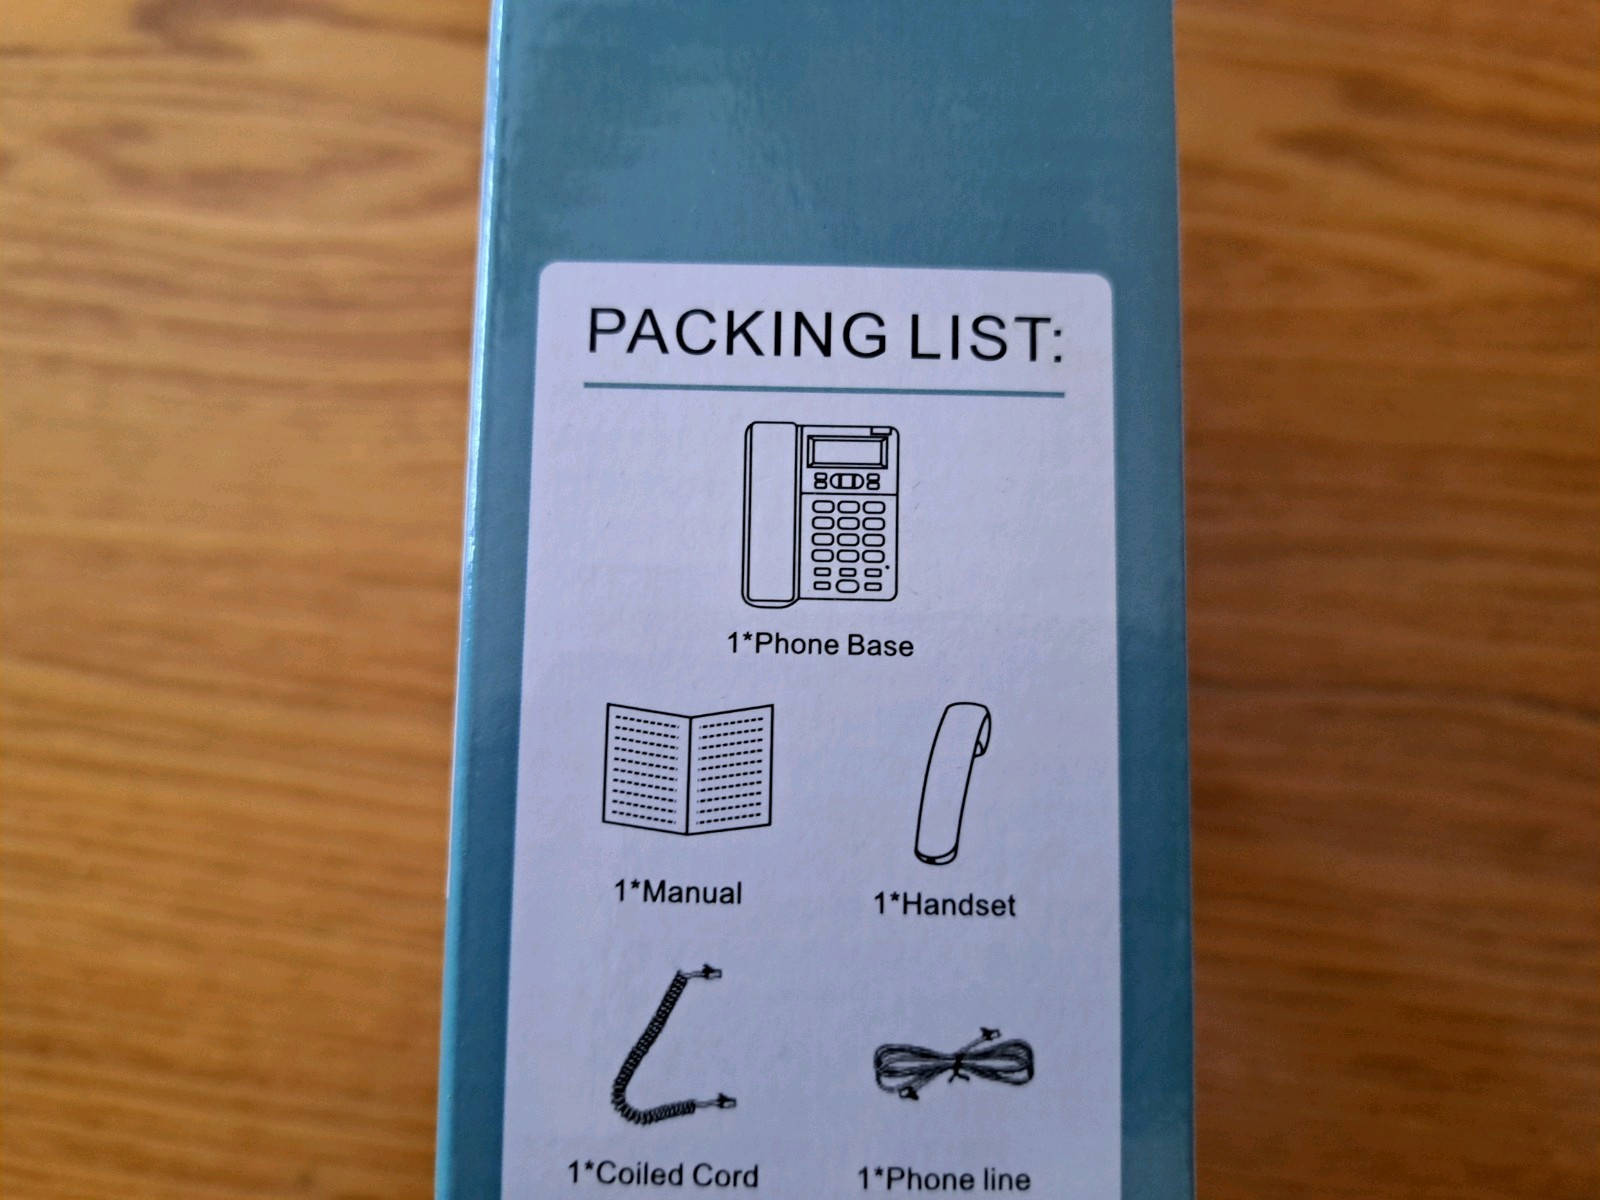 PACKING LIST:
1*Phone Base
1*Manual
1*Handset
1*Coiled Cord
1*Phone line